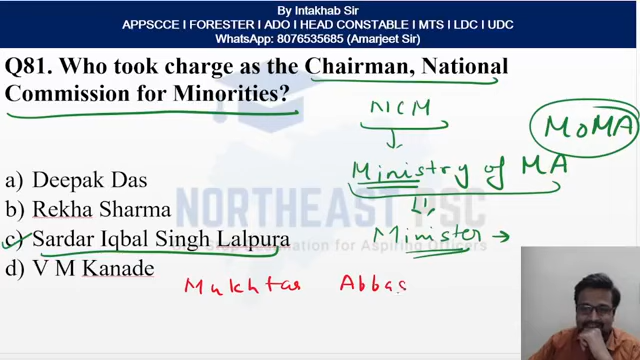 By Intakhab Sir
APPSCCE I FORESTER I ADO I HEAD CONSTABLE I MTS I LDC I UDC
WhatsApp: 8076535685 (Amarjeet Sir)
Q81. Who took charge as the Chairman, National
Commission for Minorities?
NCM
MoMA
Ministry of MA
a) Deepak Das
b) Rekha Sharma
NORTHEAST PSC
Minister →
c) Sardar Iqbal Singh Lalpura
d) V M Kanade
Mukhtar Abbas